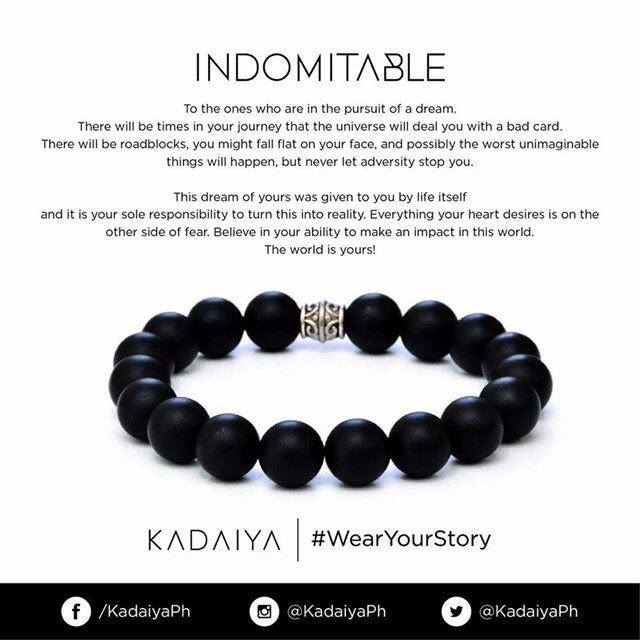 INDOMITABLE
To the ones who are in the pursuit of a dream.
There will be times in your journey that the universe will deal you with a bad card.
There will be roadblocks, you might fall flat on your face, and possibly the worst unimaginable
things will happen, but never let adversity stop you.
This dream of yours was given to you by life itself
and it is your sole responsibility to turn this into reality. Everything your heart desires is on the
other side of fear. Believe in your ability to make an impact in this world.
The world is yours!
KADAIYA | #WearYourStory
/KadaiyaPh @KadaiyaPh @KadaiyaPh